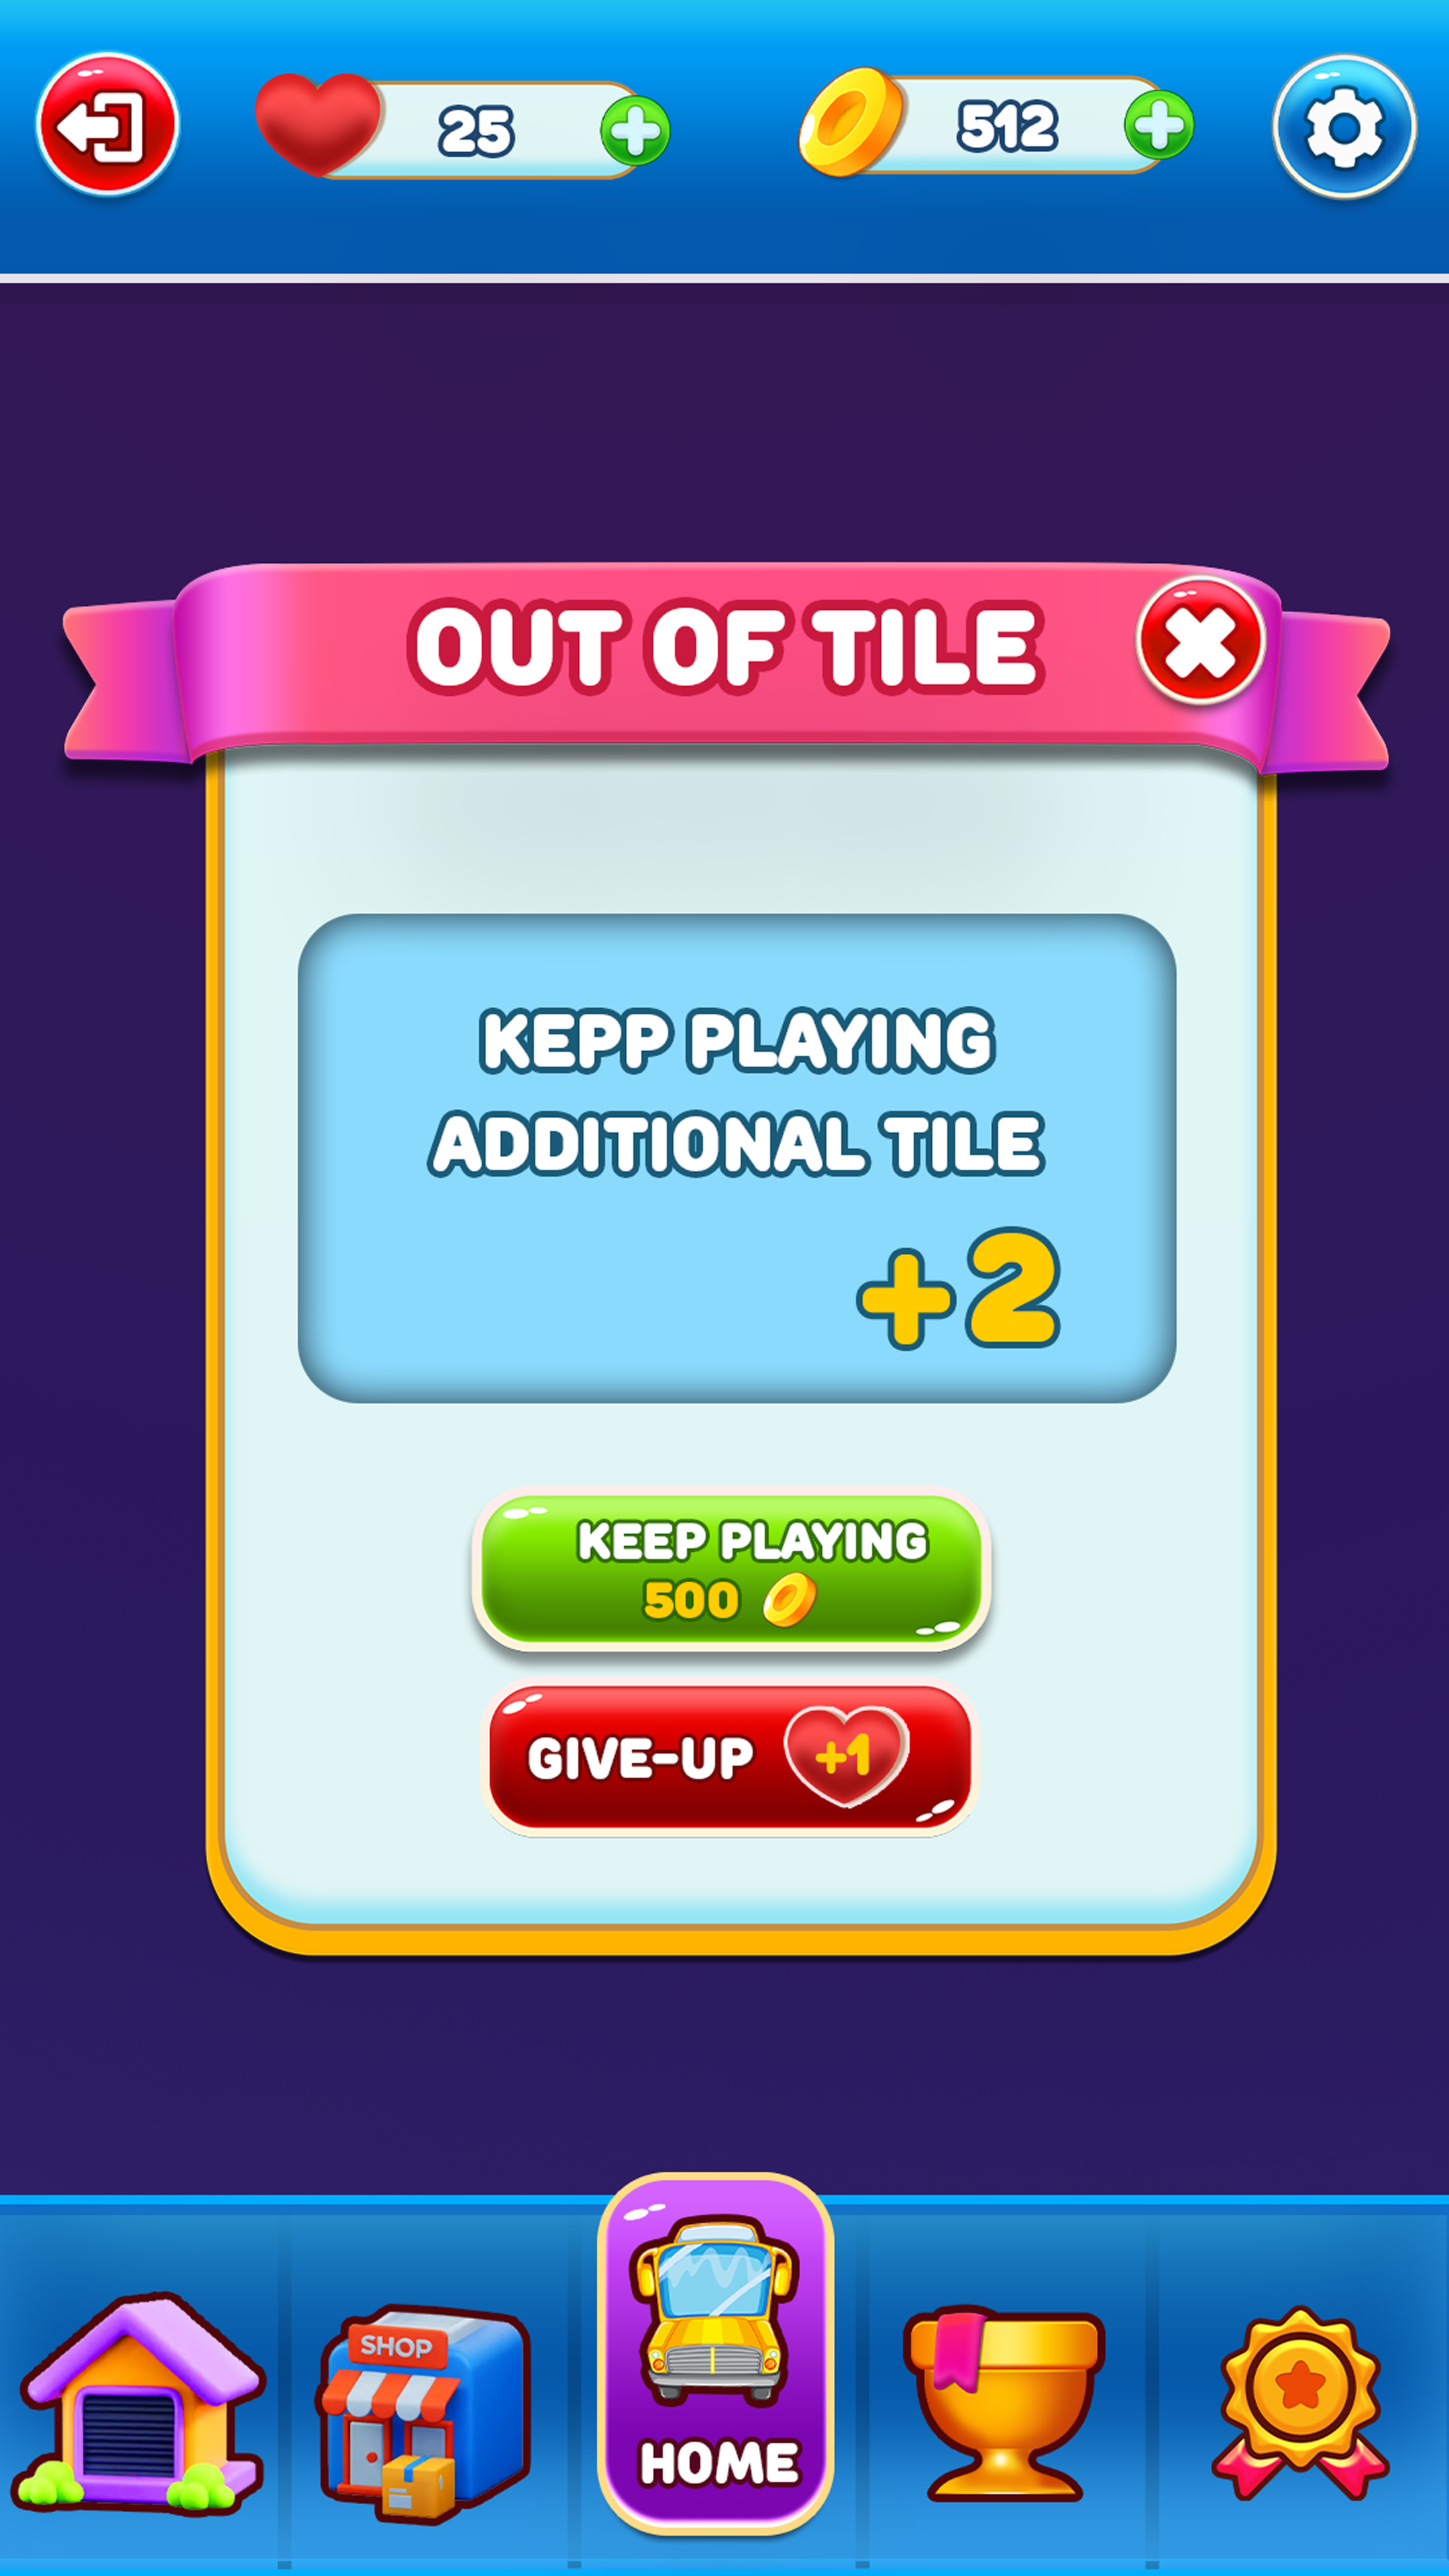 25
512
OUT OF TILE
KEPP PLAYING
ADDITIONAL TILE
+2
KEEP PLAYING
500
GIVE-UP +1
SHOP
HOME